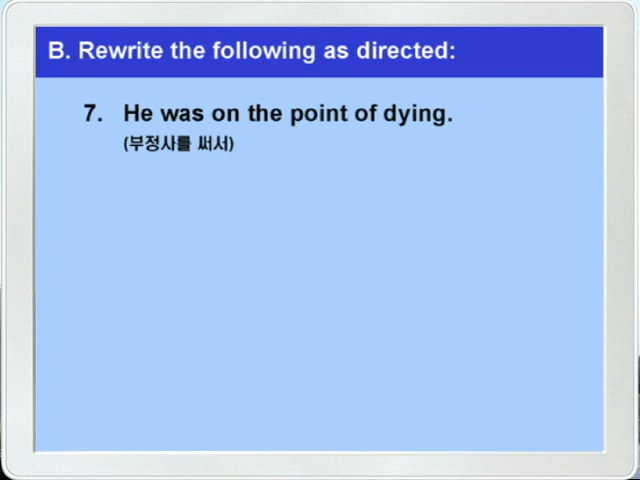 B. Rewrite the following as directed:
7. He was on the point of dying.
(부정사를 써서)